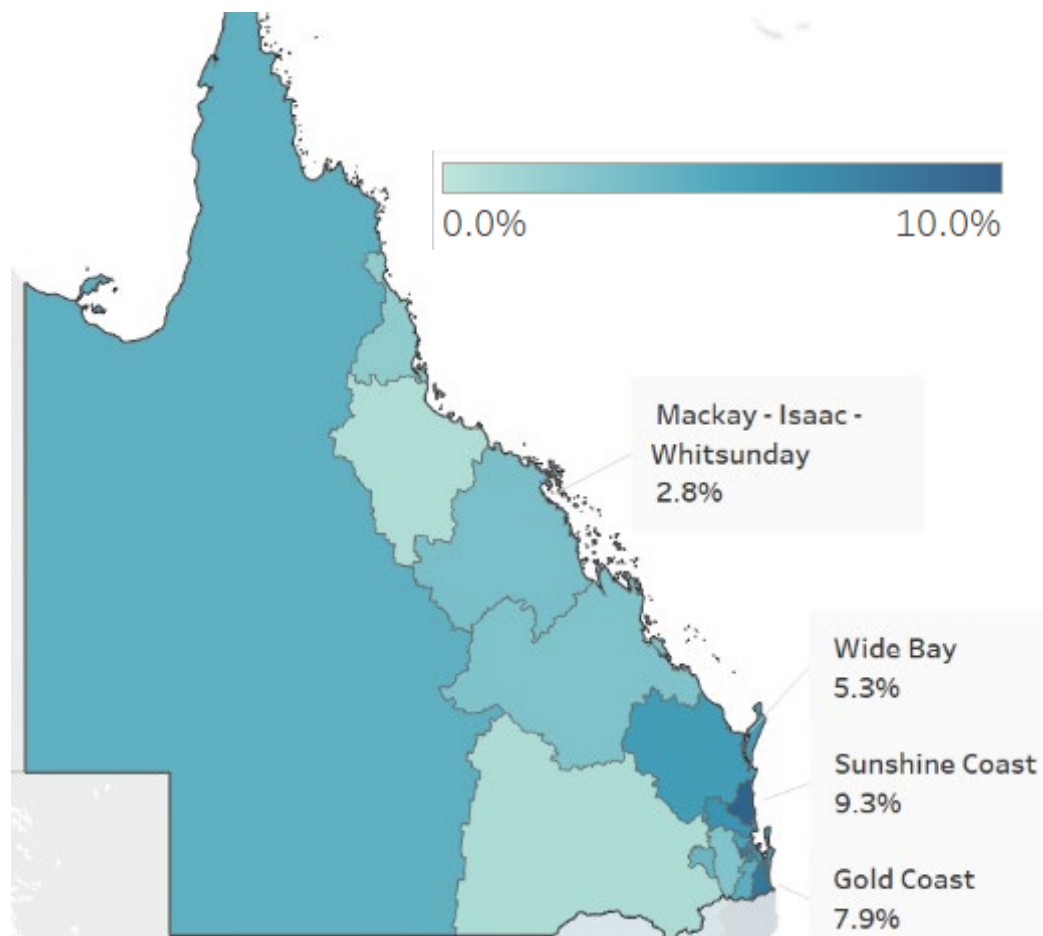 0.0%
10.0%
Mackay - Isaac -
Whitsunday
2.8%
Wide Bay
5.3%
Sunshine Coast
9.3%
Gold Coast
7.9%